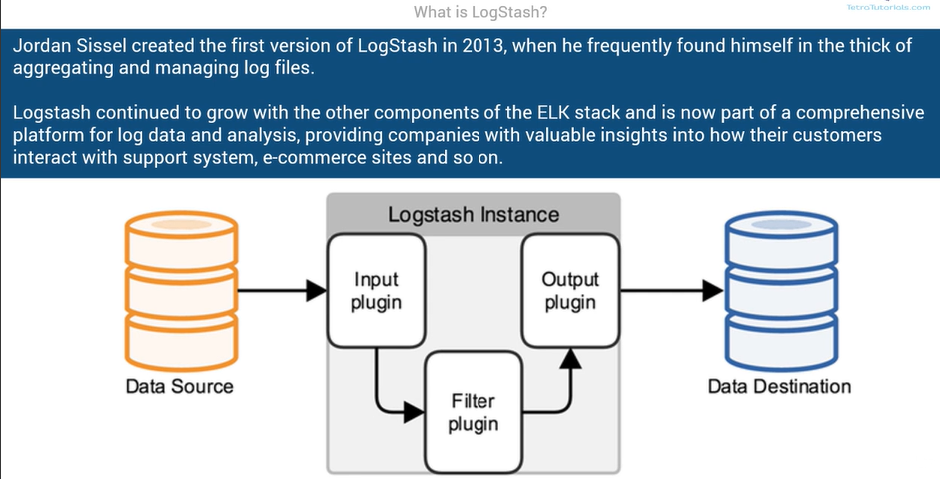 What is LogStash?
TetraTutorials.com
Jordan Sissel created the first version of LogStash in 2013, when he frequently found himself in the thick of
aggregating and managing log files.
Logstash continued to grow with the other components of the ELK stack and is now part of a comprehensive
platform for log data and analysis, providing companies with valuable insights into how their customers
interact with support system, e-commerce sites and so on.
Logstash Instance
Input
plugin
Output
plugin
Data Source
Data Destination
Filter
plugin